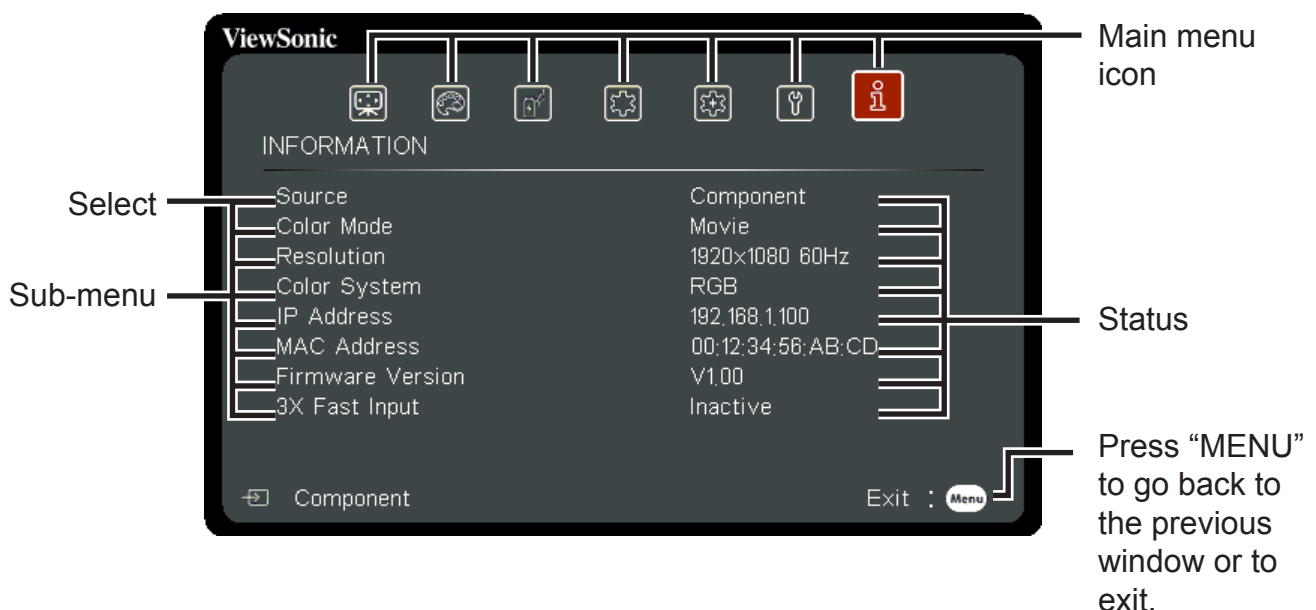 ViewSonic
Main menu
icon
INFORMATION
Select
Sub-menu
Source Component
Color Mode Movie
Resolution 1920x1080 60Hz
Color System RGB
IP Address 192.168.1.100
MAC Address 00:12:34:56:AB:CD
Firmware Version V1.00
3X Fast Input Inactive
Status
Component
Exit : Menu
Press “MENU”
to go back to
the previous
window or to
exit.